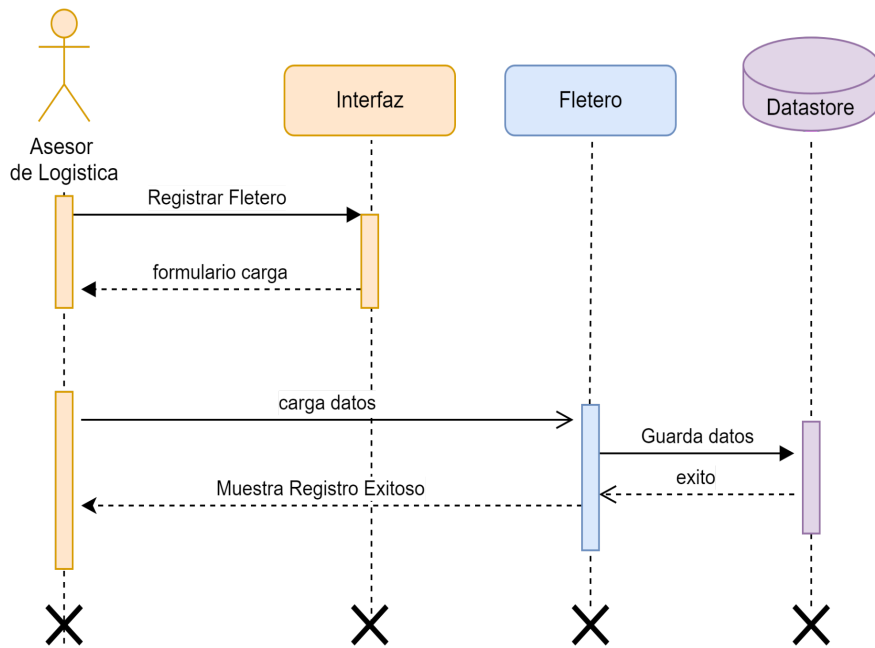 Interfaz
Fletero
Datastore
Asesor
de Logistica
Registrar Fletero
formulario carga
carga datos
Guarda datos
exito
Muestra Registro Exitoso